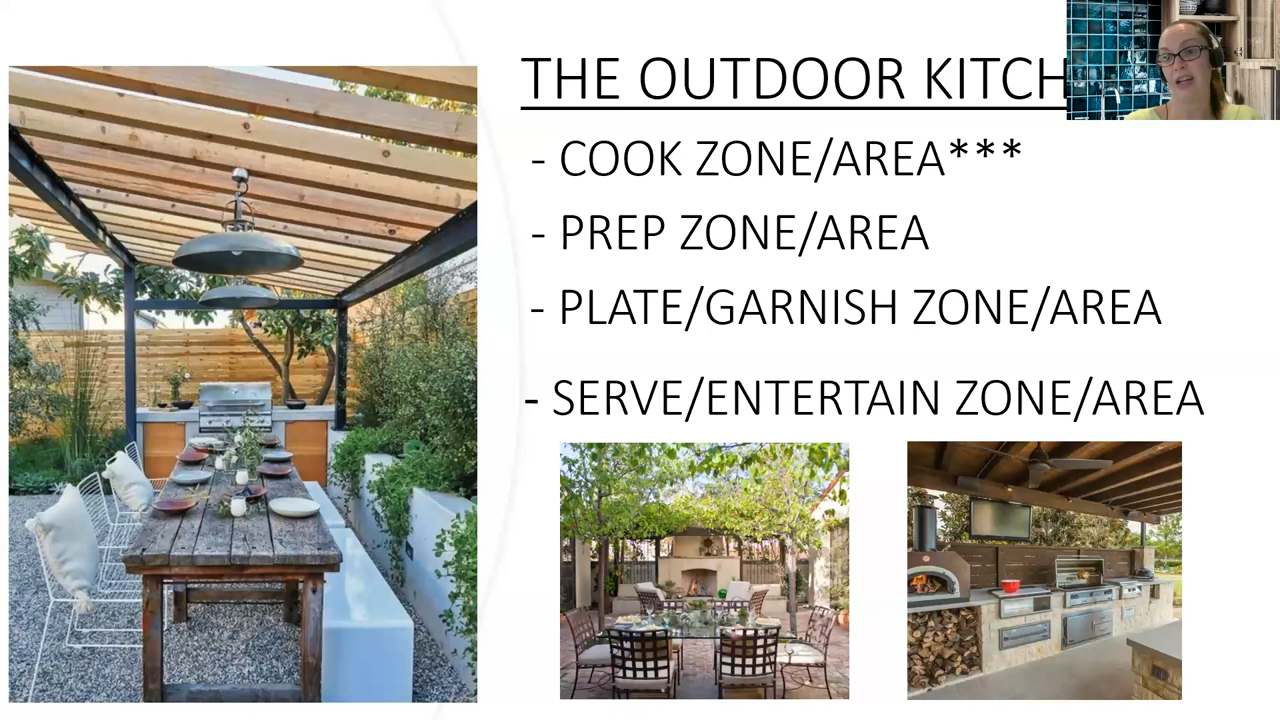 THE OUTDOOR KITCH
- COOK ZONE/AREA***
- PREP ZONE/AREA
- PLATE/GARNISH ZONE/AREA
- SERVE/ENTERTAIN ZONE/AREA